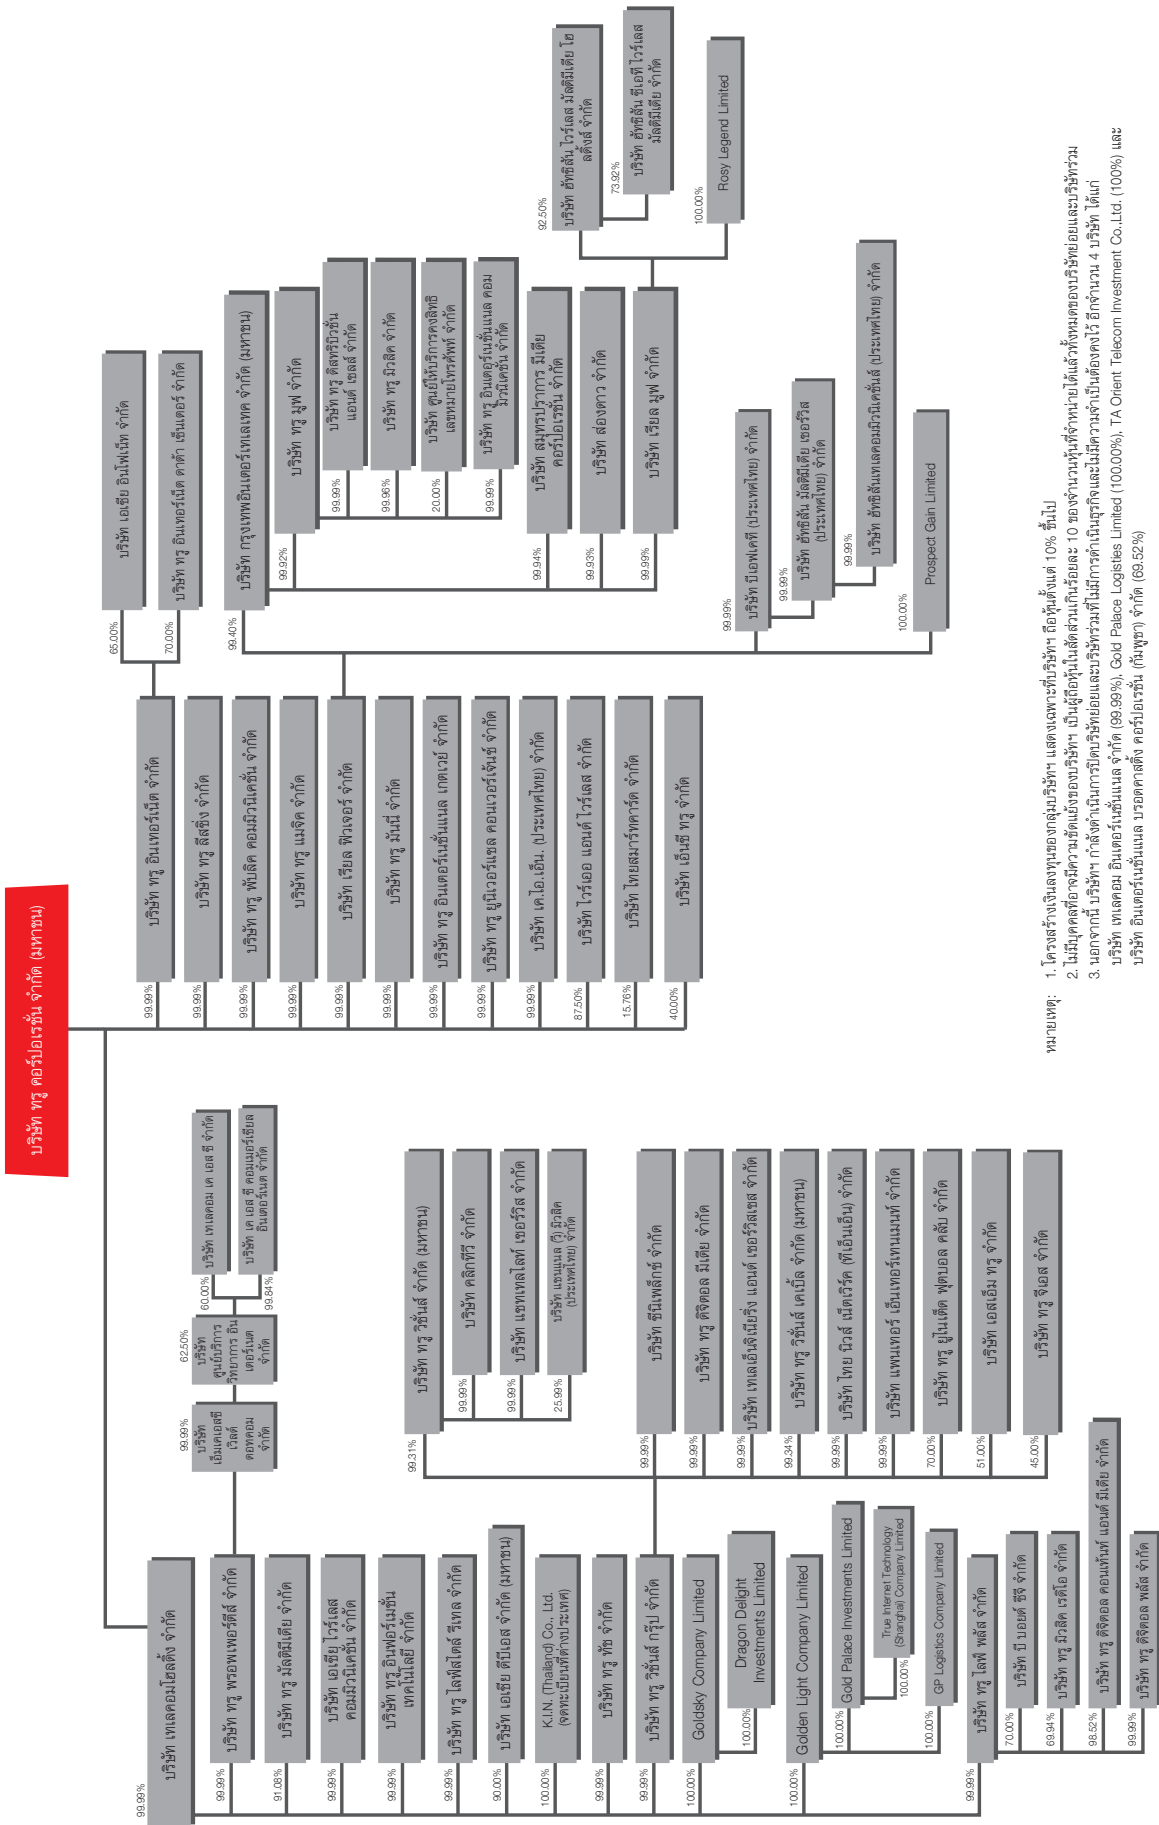 บริษัท ทรู คอร์ปอเรชั่น จำกัด (มหาชน)
99.99%
บริษัท เทเลคอมโฮลดิ้ง จำกัด
99.99%
บริษัท ทรู พรอพเพอร์ตีส์ จำกัด
99.99%
บริษัท
เอ็มเคเอสซี
เวิลด์
ดอทคอม
จำกัด
62.50%
บริษัท
ศูนย์บริการ
วิทยาการ อิน
เตอร์เนต
จำกัด
60.00%
บริษัท เทเลคอม เค เอส ซี จำกัด
99.84%
บริษัท เค เอส ซี คอมเมอร์เชียล
อินเตอร์เนต จำกัด
91.08%
บริษัท ทรู มัลติมีเดีย จำกัด
99.99%
บริษัท เอเชีย ไวร์เลส
คอมมิวนิเคชั่น จำกัด
99.99%
บริษัท ทรู อินฟอร์เมชั่น
เทคโนโลยี จำกัด
99.99%
บริษัท ทรู ไลฟ์สไตล์ รีเทล จำกัด
90.00%
บริษัท เอเชีย ดีบีเอส จำกัด (มหาชน)
100.00%
K.I.N. (Thailand) Co., Ltd.
(จดทะเบียนที่ต่างประเทศ)
99.99%
บริษัท ทรู ทัช จำกัด
99.99%
บริษัท ทรู วิชั่นส์ กรุ๊ป จำกัด
99.31%
บริษัท ทรู วิชั่นส์ จำกัด (มหาชน)
99.99%
บริษัท คลิกทีวี จำกัด
99.99%
บริษัท แซทเทลไลท์ เซอร์วิส จำกัด
25.99%
บริษัท แชนแนล (วี) มิวสิค
(ประเทศไทย) จำกัด
99.99%
บริษัท ซีนิเพล็กซ์ จำกัด
99.99%
บริษัท ทรู ดิจิตอล มีเดีย จำกัด
99.99%
บริษัท เทเลเอ็นจิเนียริ่ง แอนด์ เซอร์วิสเซส จำกัด
99.34%
บริษัท ทรู วิชั่นส์ เคเบิ้ล จำกัด (มหาชน)
99.99%
บริษัท ไทย นิวส์ เน็ตเวิร์ค (ทีเอ็นเอ็น) จำกัด
99.99%
บริษัท แพนเทอร์ เอ็นเทอร์เทนเมนท์ จำกัด
70.00%
บริษัท ทรู ยูไนเต็ด ฟุตบอล คลับ จำกัด
51.00%
บริษัท เอสเอ็ม ทรู จำกัด
45.00%
บริษัท ทรู จีเอส จำกัด
100.00%
Goldsky Company Limited
100.00%
Dragon Delight
Investments Limited
100.00%
Golden Light Company Limited
100.00%
Gold Palace Investments Limited
100.00%
True Internet Technology
(Shanghai) Company Limited
100.00%
GP Logistics Company Limited
99.99%
บริษัท ทรู ไลฟ์ พลัส จำกัด
70.00%
บริษัท บี บอยด์ ซีจี จำกัด
69.94%
บริษัท ทรู มิวสิค เรดิโอ จำกัด
98.52%
บริษัท ทรู ดิจิตอล คอนเท้นท์ แอนด์ มีเดีย จำกัด
99.99%
บริษัท ทรู ดิจิตอล พลัส จำกัด
99.99%
บริษัท ทรู อินเทอร์เน็ต จำกัด
65.00%
บริษัท เอเชีย อินโฟเน็ท จำกัด
70.00%
บริษัท ทรู อินเทอร์เน็ต ดาต้า เซ็นเตอร์ จำกัด
99.99%
บริษัท ทรู ลีสซิ่ง จำกัด
99.99%
บริษัท ทรู พับลิค คอมมิวนิเคชั่น จำกัด
99.99%
บริษัท ทรู แมจิค จำกัด
99.99%
บริษัท เรียล ฟิวเจอร์ จำกัด
99.40%
บริษัท กรุงเทพอินเตอร์เทเลเทค จำกัด (มหาชน)
99.92%
บริษัท ทรู มูฟ จำกัด
99.99%
บริษัท ทรู ดิสทริบิวชั่น
แอนด์ เซลส์ จำกัด
99.96%
บริษัท ทรู มิวสิค จำกัด
20.00%
บริษัท ศูนย์ให้บริการคงสิทธิ
เลขหมายโทรศัพท์ จำกัด
99.99%
บริษัท ทรู อินเตอร์เนชั่นแนล คอม
มิวนิเคชั่น จำกัด
99.94%
บริษัท สมุทรปราการ มีเดีย
คอร์ปอเรชั่น จำกัด
99.93%
บริษัท ส่องดาว จำกัด
99.99%
บริษัท เรียล มูฟ จำกัด
92.50%
บริษัท ฮัทชิสัน ไวร์เลส มัลติมีเดีย โฮ
ลดิ้งส์ จำกัด
73.92%
บริษัท ฮัทชิสัน ซีเอที ไวร์เลส
มัลติมีเดีย จำกัด
100.00%
Rosy Legend Limited
99.99%
บริษัท บีเอฟเคที (ประเทศไทย) จำกัด
99.99%
บริษัท ฮัทชิสัน มัลติมีเดีย เซอร์วิส
(ประเทศไทย) จำกัด
99.99%
บริษัท ฮัทชิสันเทเลคอมมิวนิเคชั่นส์ (ประเทศไทย) จำกัด
100.00%
Prospect Gain Limited
99.99%
บริษัท ทรู มันนี่ จำกัด
99.99%
บริษัท ทรู อินเตอร์เนชั่นแนล เกตเวย์ จำกัด
99.99%
บริษัท ทรู ยูนิเวอร์แซล คอนเวอร์เจ้นซ์ จำกัด
99.99%
บริษัท เค.ไอ.เอ็น. (ประเทศไทย) จำกัด
87.50%
บริษัท ไวร์เออ แอนด์ ไวร์เลส จำกัด
15.76%
บริษัท ไทยสมาร์ทคาร์ด จำกัด
40.00%
บริษัท เอ็นซี ทรู จำกัด
หมายเหตุ: 1. โครงสร้างเงินลงทุนของกลุ่มบริษัทฯ แสดงเฉพาะที่บริษัทฯ ถือหุ้นตั้งแต่ 10% ขึ้นไป
2. ไม่มีบุคคลที่อาจมีความขัดแย้งของบริษัทฯ เป็นผู้ถือหุ้นในสัดส่วนเกินร้อยละ 10 ของจำนวนหุ้นที่จำหน่ายได้แล้วทั้งหมดของบริษัทย่อยและบริษัทร่วม
3. นอกจากนี้ บริษัทฯ กำลังดำเนินการปิดบริษัทย่อยและบริษัทร่วมที่ไม่มีการดำเนินธุรกิจและไม่มีความจำเป็นต้องคงไว้ อีกจำนวน 4 บริษัท ได้แก่
บริษัท เทเลคอม อินเตอร์เนชั่นแนล จำกัด (99.99%), Gold Palace Logistics Limited (100.00%), TA Orient Telecom Investment Co.,Ltd. (100%) และ
บริษัท อินเตอร์เนชั่นแนล บรอดคาสติ้ง คอร์ปอเรชั่น (กัมพูชา) จำกัด (69.52%)